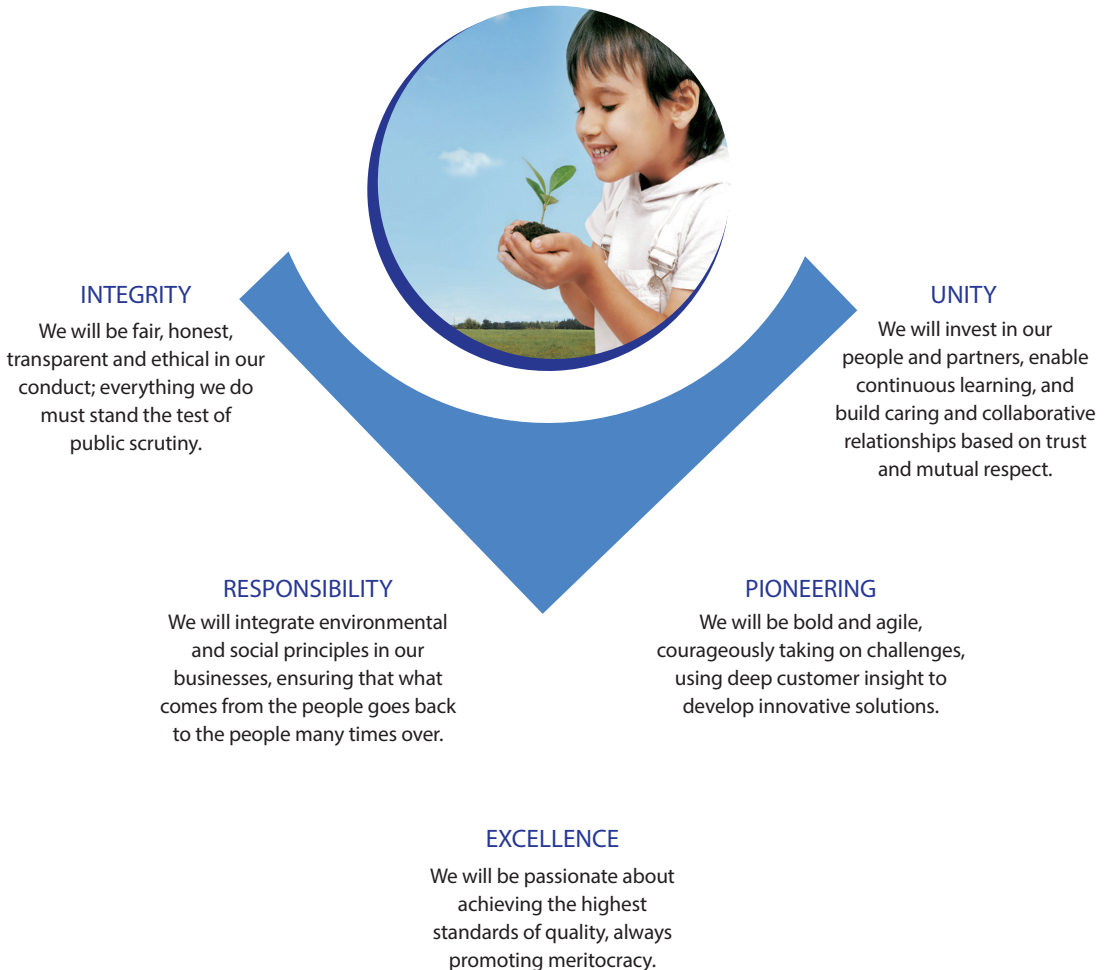 INTEGRITY
We will be fair, honest,
transparent and ethical in our
conduct; everything we do
must stand the test of
public scrutiny.
UNITY
We will invest in our
people and partners, enable
continuous learning, and
build caring and collaborative
relationships based on trust
and mutual respect.
RESPONSIBILITY
We will integrate environmental
and social principles in our
businesses, ensuring that what
comes from the people goes back
to the people many times over.
PIONEERING
We will be bold and agile,
courageously taking on challenges,
using deep customer insight to
develop innovative solutions.
EXCELLENCE
We will be passionate about
achieving the highest
standards of quality, always
promoting meritocracy.